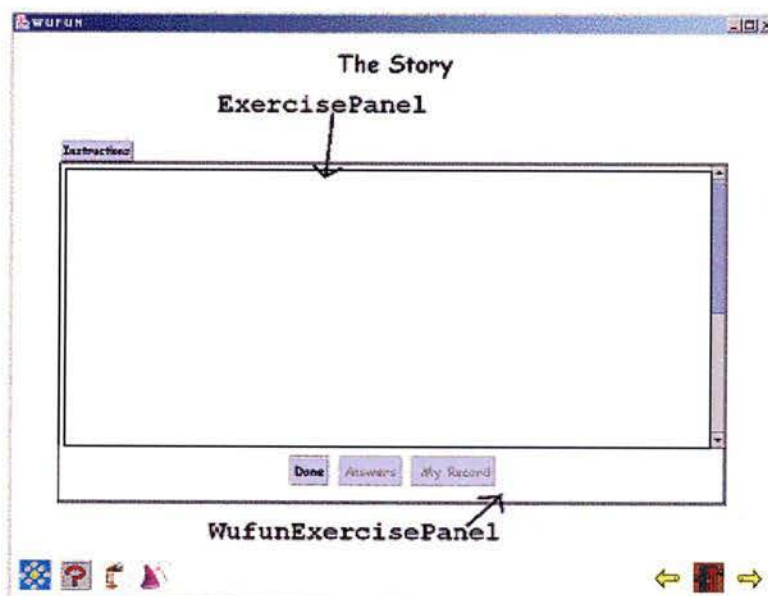 WUFUN
The Story
ExercisePanel
Instructions
Done Answers My Record
WufunExercisePanel